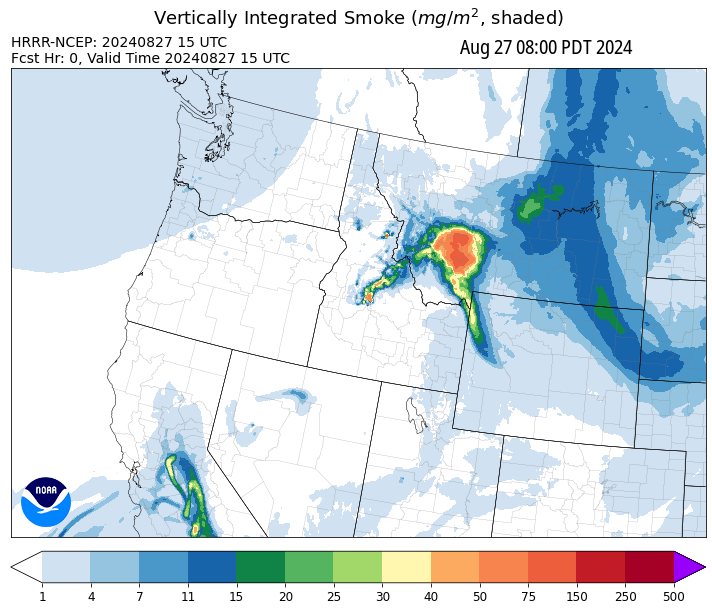 Vertically Integrated Smoke (mg/m², shaded)
HRRR-NCEP: 20240827 15 UTC
Aug 27 08:00 PDT 2024
Fcst Hr: 0, Valid Time 20240827 15 UTC
NOAA
1 4 7 11 15 20 25 30 40 50 75 150 250 500